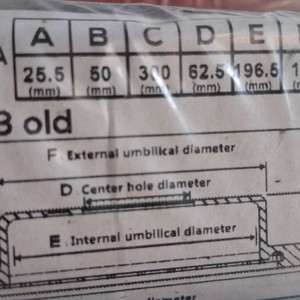 A A B C D E
25.5 50 300 62.5 196.5
(mm) (mm) (mm) (mm) (mm)
B old
F. External umbilical diameter
D. Center hole diameter
E. Internal umbilical diameter
diameter